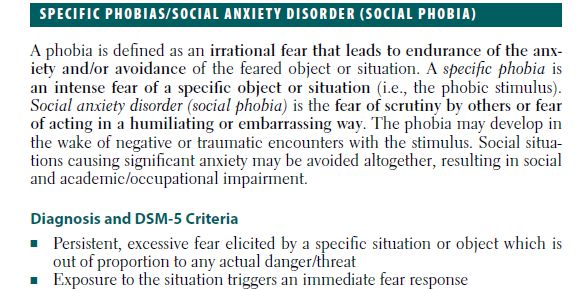 SPECIFIC PHOBIAS/SOCIAL ANXIETY DISORDER (SOCIAL PHOBIA)
A phobia is defined as an irrational fear that leads to endurance of the anx-
iety and/or avoidance of the feared object or situation. A specific phobia is
an intense fear of a specific object or situation (i.e., the phobic stimulus).
Social anxiety disorder (social phobia) is the fear of scrutiny by others or fear
of acting in a humiliating or embarrassing way. The phobia may develop in
the wake of negative or traumatic encounters with the stimulus. Social situa-
tions causing significant anxiety may be avoided altogether, resulting in social
and academic/occupational impairment.
Diagnosis and DSM-5 Criteria
■ Persistent, excessive fear elicited by a specific situation or object which is
out of proportion to any actual danger/threat
■ Exposure to the situation triggers an immediate fear response